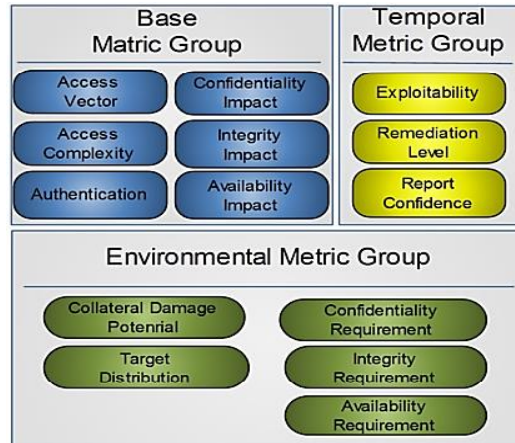 Base
Matric Group
Access
Vector
Confidentiality
Impact
Access
Complexity
Integrity
Impact
Authentication
Availability
Impact
Temporal
Metric Group
Exploitability
Remediation
Level
Report
Confidence
Environmental Metric Group
Collateral Damage
Potenrial
Target
Distribution
Confidentiality
Requirement
Integrity
Requirement
Availability
Requirement